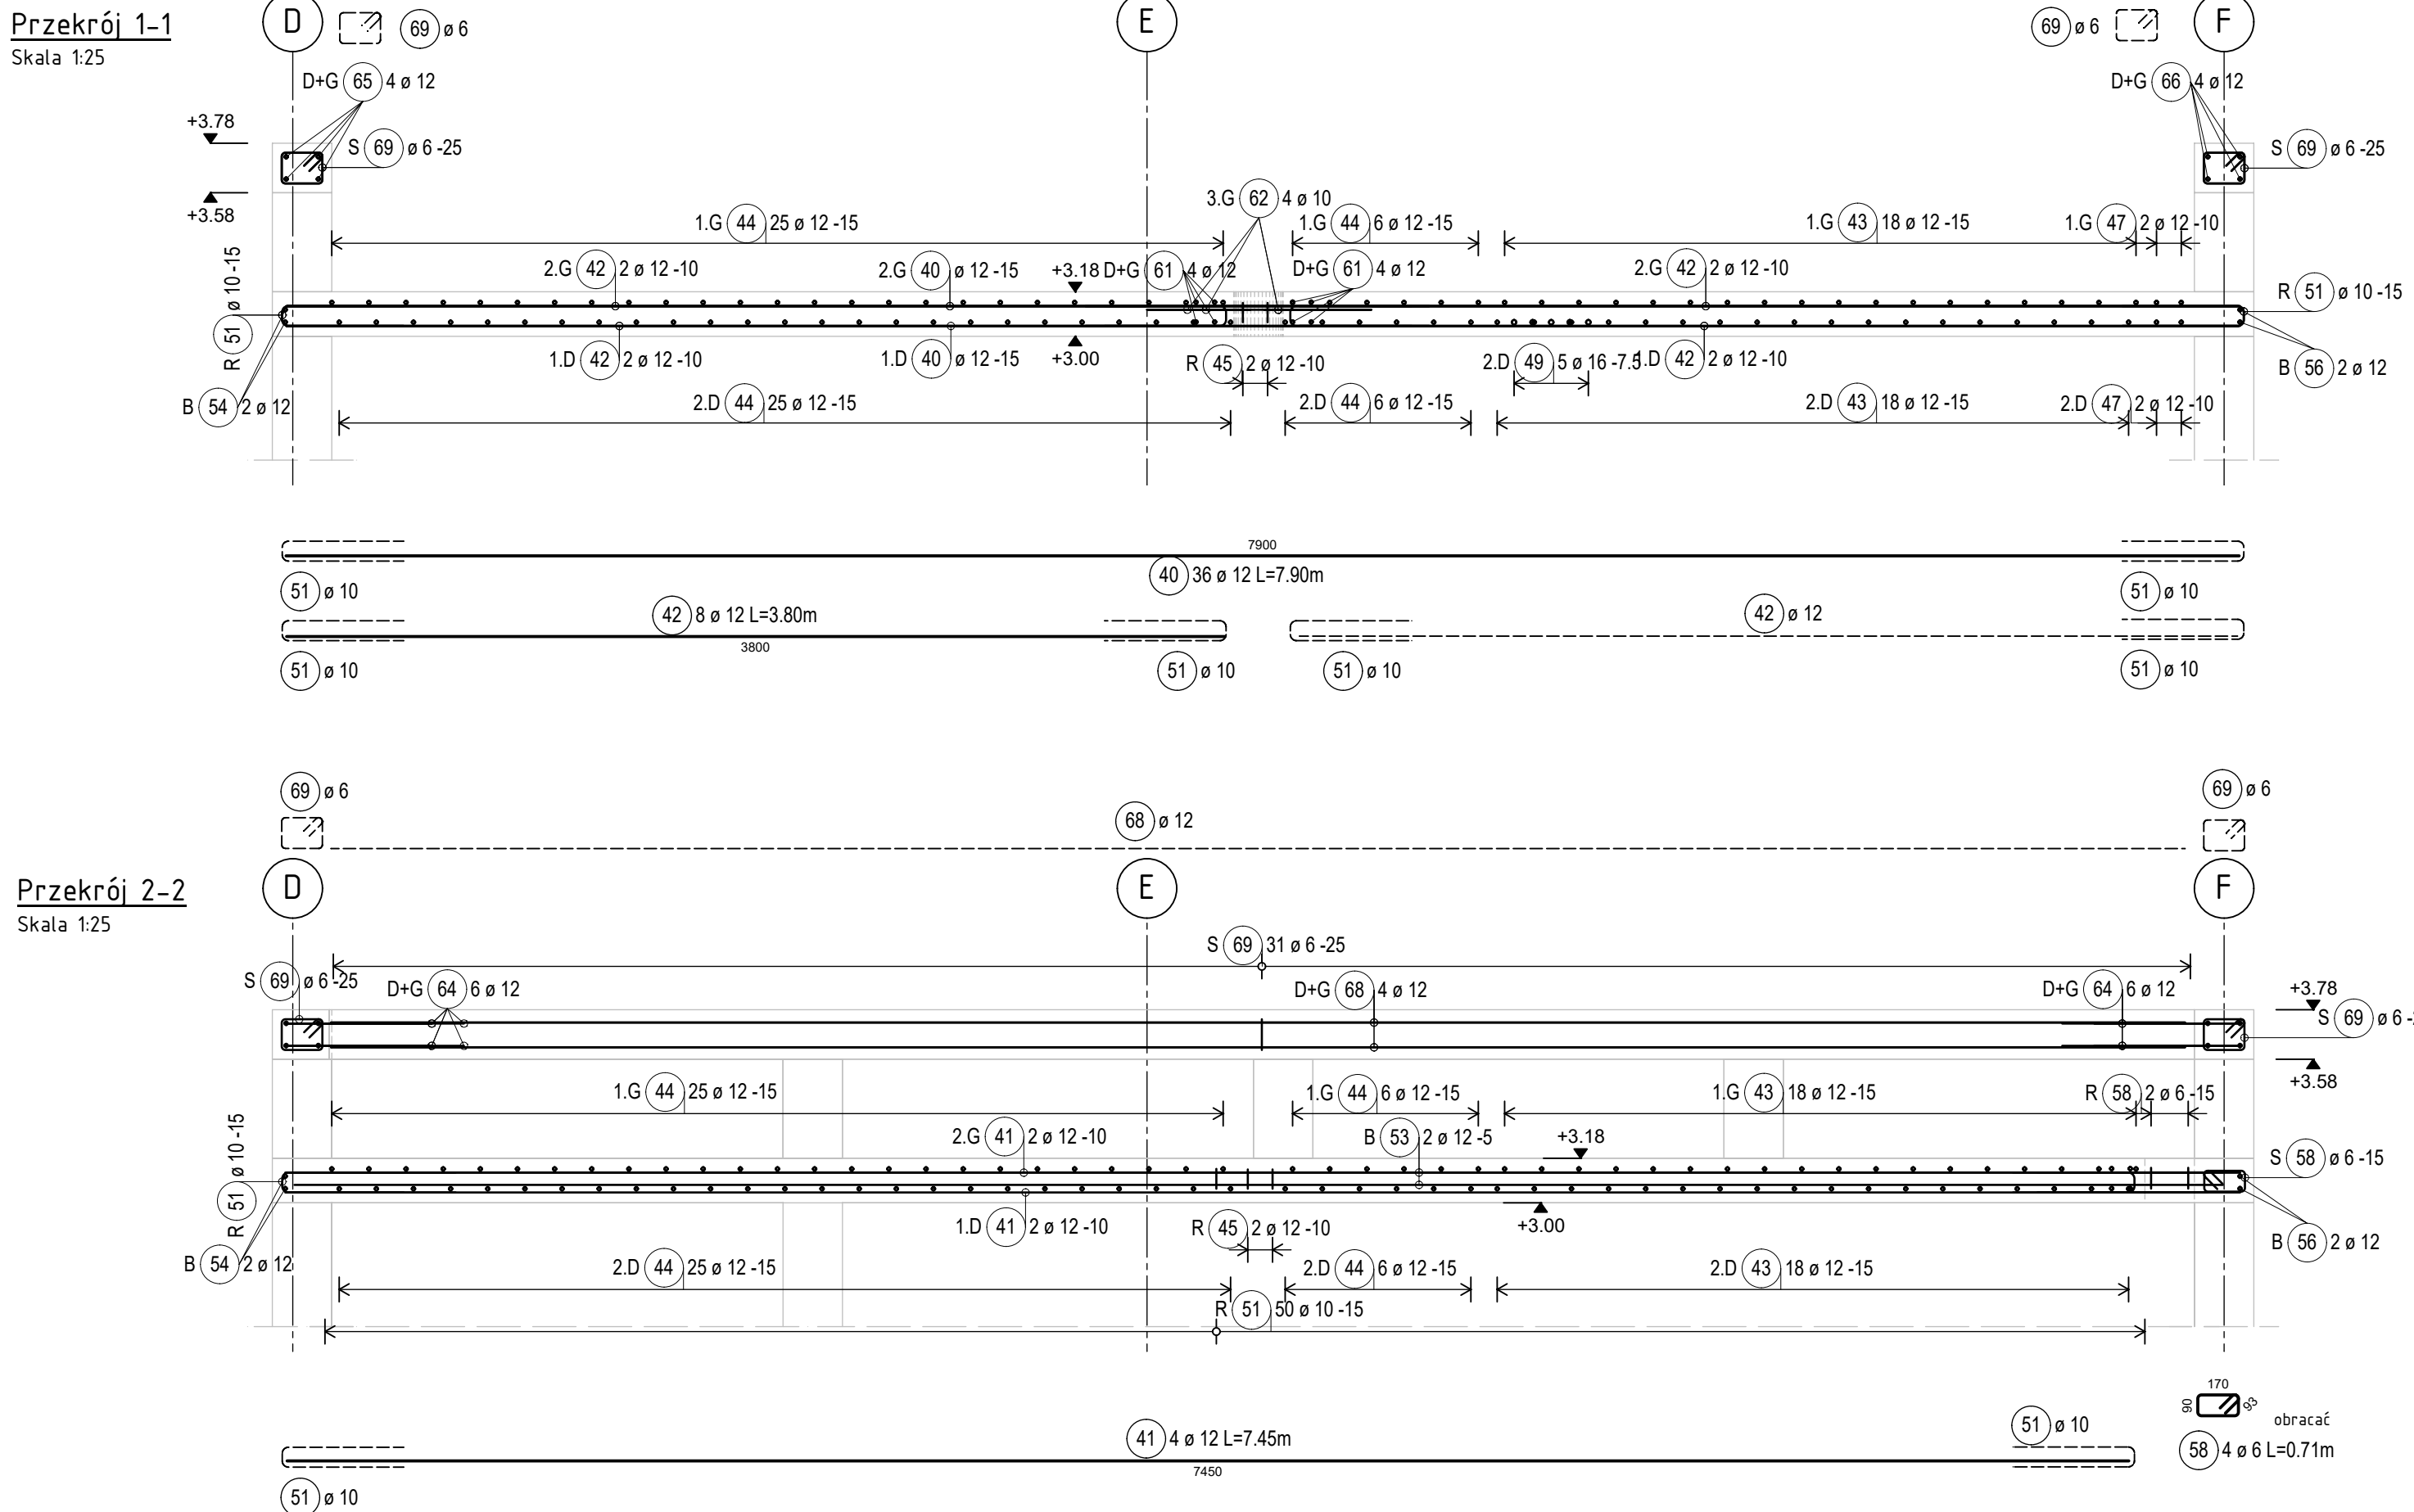 Przekrój 1-1
Skala 1:25
D
69 ø 6
E
69 ø 6
F
D+G 65 4 ø 12
D+G 66 4 ø 12
+3.78
S 69 ø 6 -25
S 69 ø 6 -25
+3.58
3.G 62 4 ø 10
1.G 44 25 ø 12 -15
1.G 44 6 ø 12 -15
1.G 43 18 ø 12 -15
1.G 47 2 ø 12 -10
2.G 42 2 ø 12 -10
2.G 40 ø 12 -15
+3.18
D+G 61 4 ø 12
D+G 61 4 ø 12
2.G 42 2 ø 12 -10
R 51 ø 10 -15
R 51 ø 10 -15
1.D 42 2 ø 12 -10
1.D 40 ø 12 -15
+3.00
R 45 2 ø 12 -10
2.D 49 5 ø 16 -7.5
1.D 42 2 ø 12 -10
B 56 2 ø 12
B 54 2 ø 12
2.D 44 25 ø 12 -15
2.D 44 6 ø 12 -15
2.D 43 18 ø 12 -15
2.D 47 2 ø 12 -10
7900
40 36 ø 12 L=7.90m
51 ø 10
51 ø 10
42 8 ø 12 L=3.80m
42 ø 12
3800
51 ø 10
51 ø 10
51 ø 10
51 ø 10
69 ø 6
68 ø 12
69 ø 6
Przekrój 2-2
Skala 1:25
D
E
F
S 69 31 ø 6 -25
S 69 ø 6 -25
D+G 64 6 ø 12
D+G 68 4 ø 12
D+G 64 6 ø 12
+3.78
S 69 ø 6
+3.58
1.G 44 25 ø 12 -15
1.G 44 6 ø 12 -15
1.G 43 18 ø 12 -15
R 58 2 ø 6 -15
2.G 41 2 ø 12 -10
B 53 2 ø 12 -5
+3.18
S 58 ø 6 -15
R 51 ø 10 -15
1.D 41 2 ø 12 -10
R 45 2 ø 12 -10
+3.00
B 56 2 ø 12
B 54 2 ø 12
2.D 44 25 ø 12 -15
2.D 44 6 ø 12 -15
2.D 43 18 ø 12 -15
R 51 50 ø 10 -15
170
90
93
obracać
58 4 ø 6 L=0.71m
41 4 ø 12 L=7.45m
7450
51 ø 10
51 ø 10